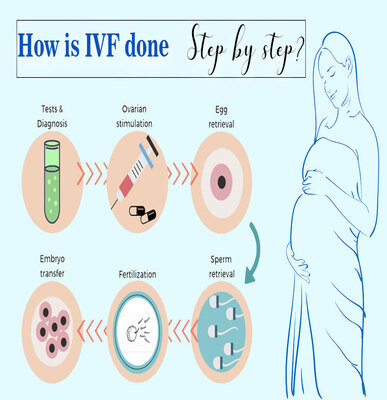 How is IVF done Step by step?
Tests &
Diagnosis
Ovarian
stimulation
Egg
retrieval
Embryo
transfer
Fertilization
Sperm
retrieval